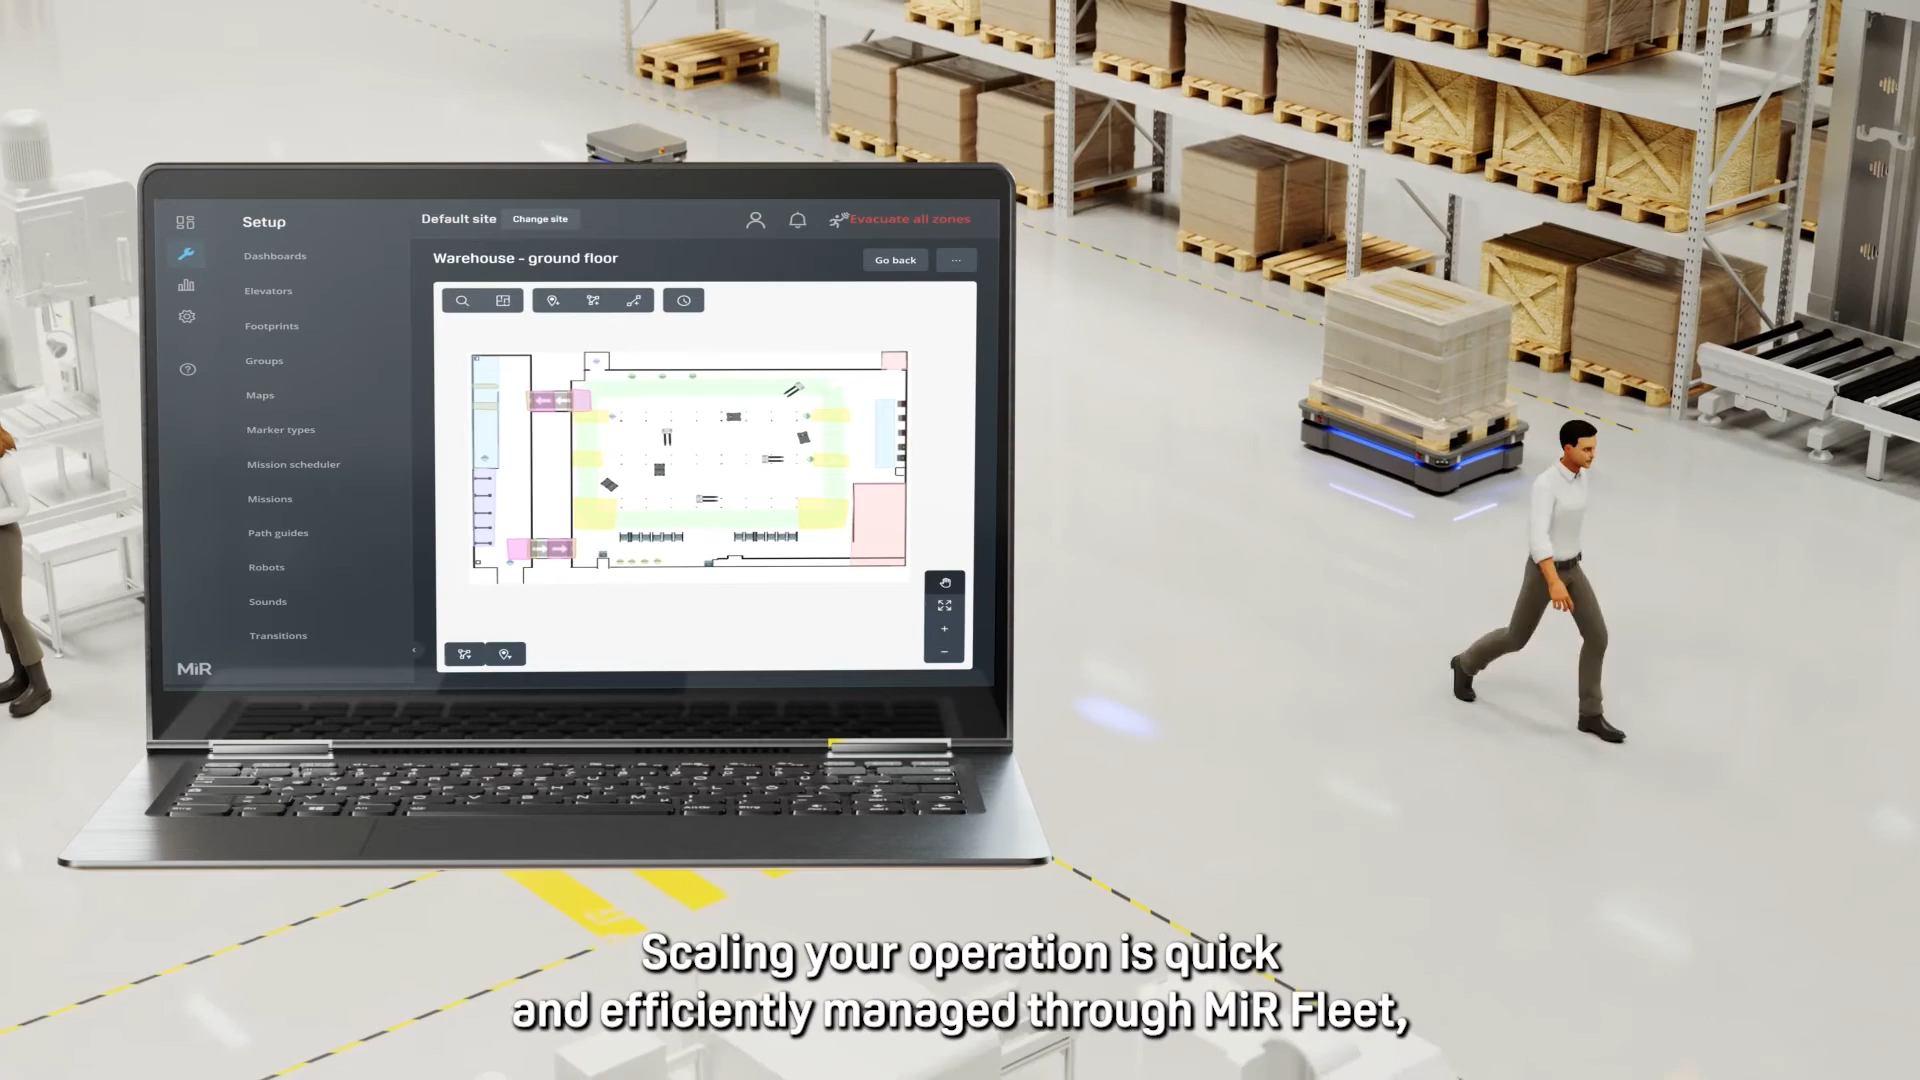 Setup
Default site
Change site
Evacuate all zones
Dashboards
Warehouse - ground floor
Go back
...
Elevators
Footprints
Groups
Maps
Marker types
Mission scheduler
Missions
Path guides
Robots
Sounds
Transitions
MiR
Scaling your operation is quick
and efficiently managed through MiR Fleet,